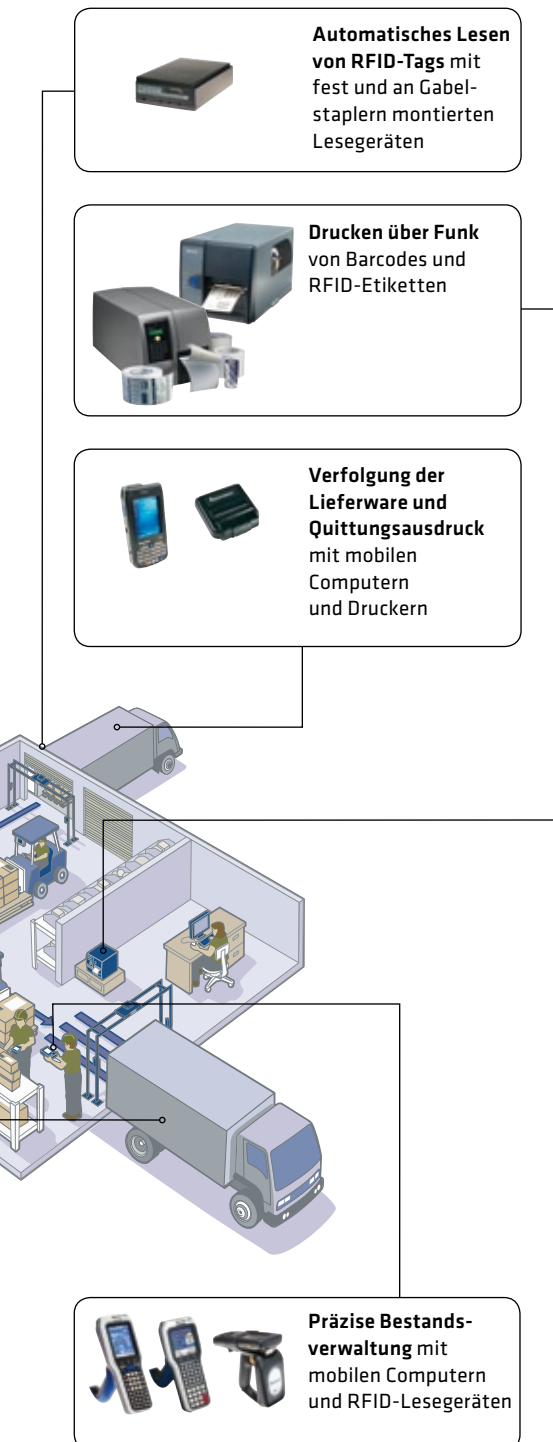 Automatisches Lesen
von RFID-Tags mit
fest und an Gabel-
staplern montierten
Lesegeräten
Drucken über Funk
von Barcodes und
RFID-Etiketten
Verfolgung der
Lieferware und
Quittungsausdruck
mit mobilen
Computern
und Druckern
Präzise Bestands-
verwaltung mit
mobilen Computern
und RFID-Lesegeräten